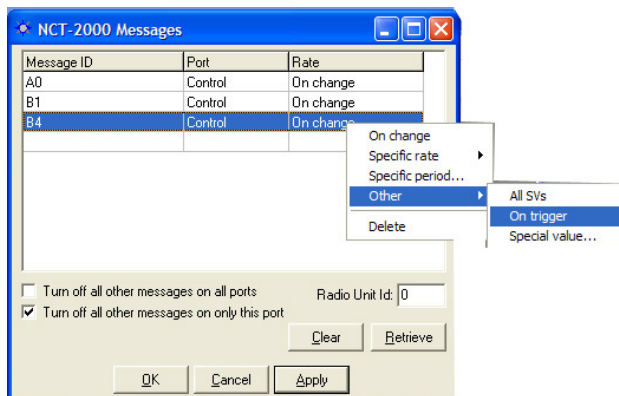 NCT-2000 Messages
Message ID Port Rate
A0 Control On change
B1 Control On change
B4 Control On change
On change
Specific rate
Specific period...
Other
Delete
All SVs
On trigger
Special value...
Turn off all other messages on all ports
Radio Unit Id: 0
Turn off all other messages on only this port
Clear Retrieve
OK Cancel Apply